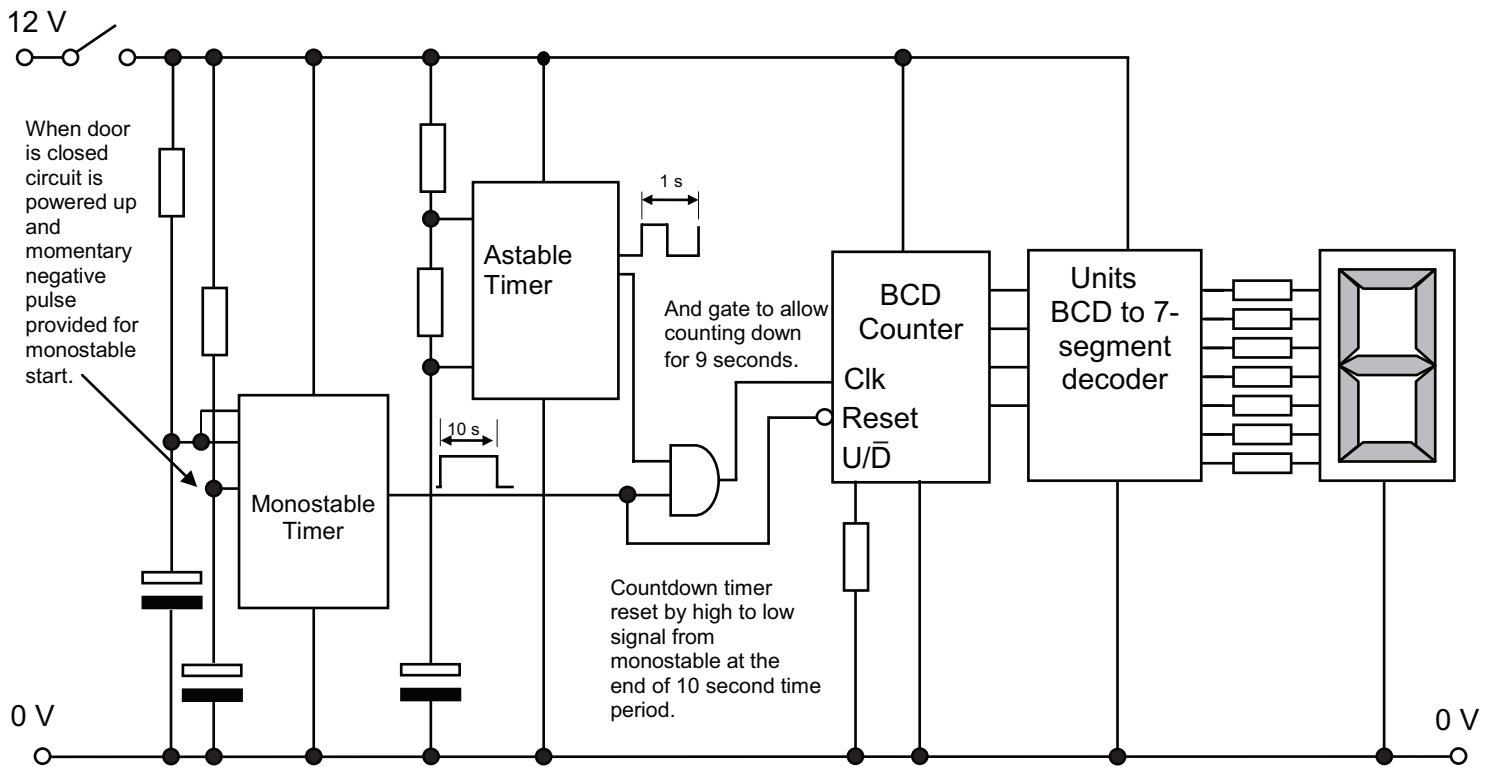 12 V
When door
is closed
circuit is
powered up
and
momentary
negative
pulse
provided for
monostable
start.
1 s
Astable
Timer
And gate to allow
counting down
for 9 seconds.
BCD
Counter
Clk
Reset
U/D̅
Units
BCD to 7-
segment
decoder
10 s
Monostable
Timer
Countdown timer
reset by high to low
signal from
monostable at the
end of 10 second time
period.
0 V
0 V